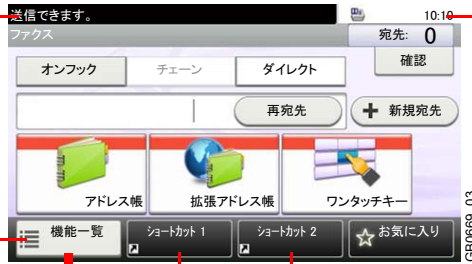 送信できます。 10:10
ファクス 宛先: 0
オンフック チェーン ダイレクト 確認
再宛先 新規宛先
アドレス帳 拡張アドレス帳 ワンタッチキー
機能一覧 ショートカット 1 ショートカット 2 お気に入り
GB0669_03